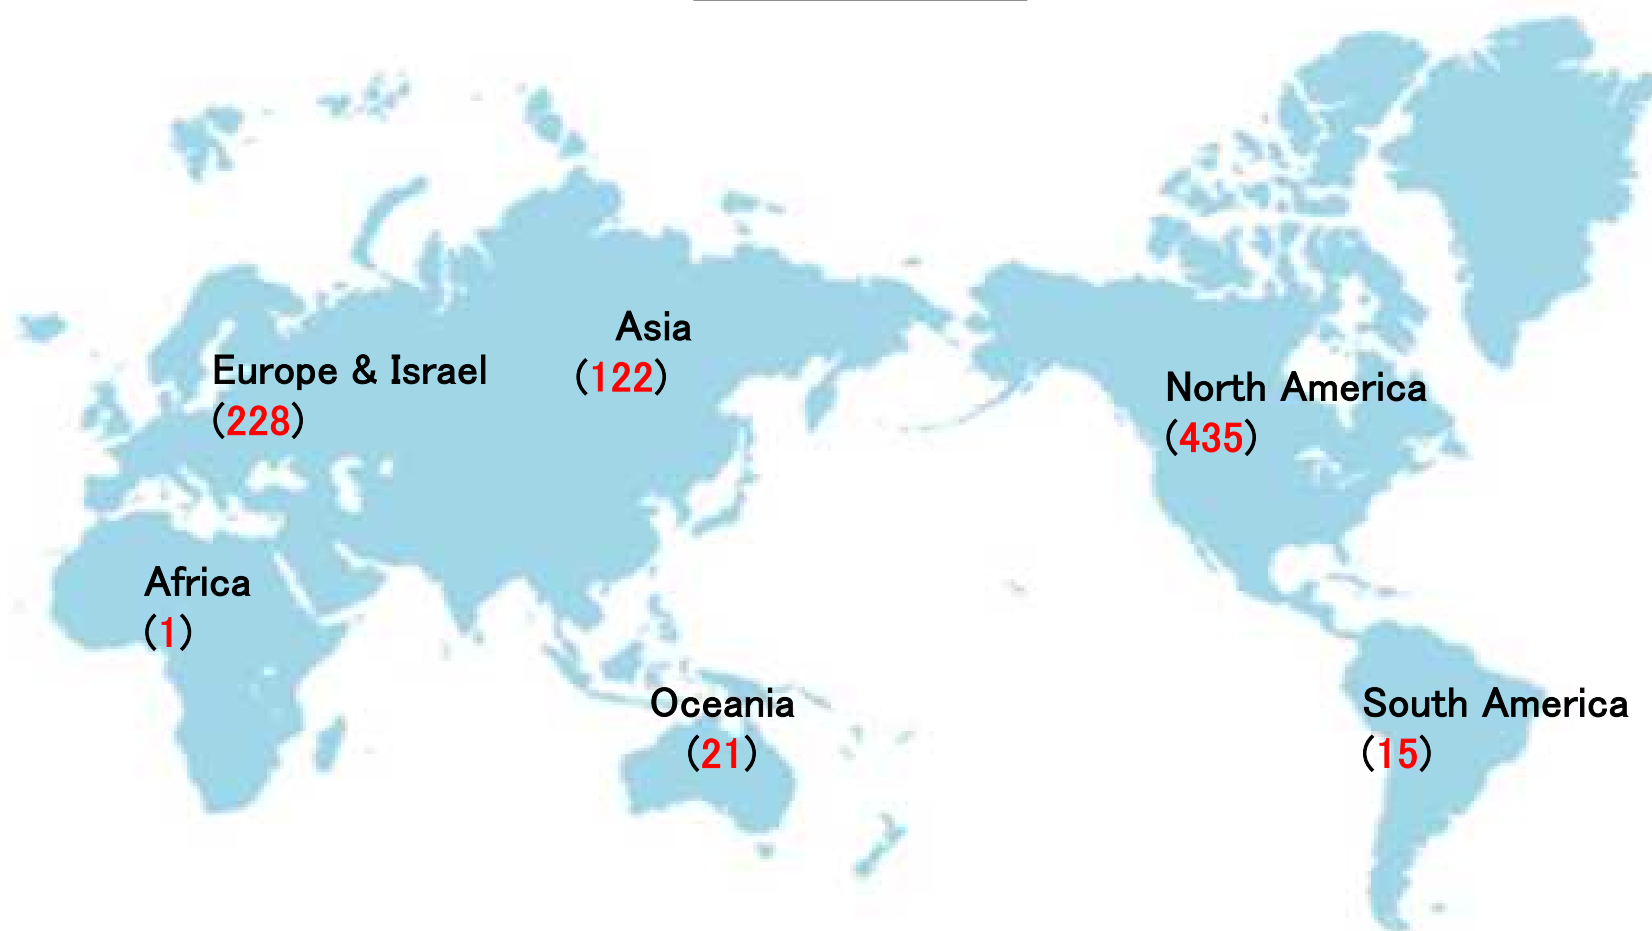 Asia
(122)
Europe & Israel
(228)
North America
(435)
Africa
(1)
Oceania
(21)
South America
(15)